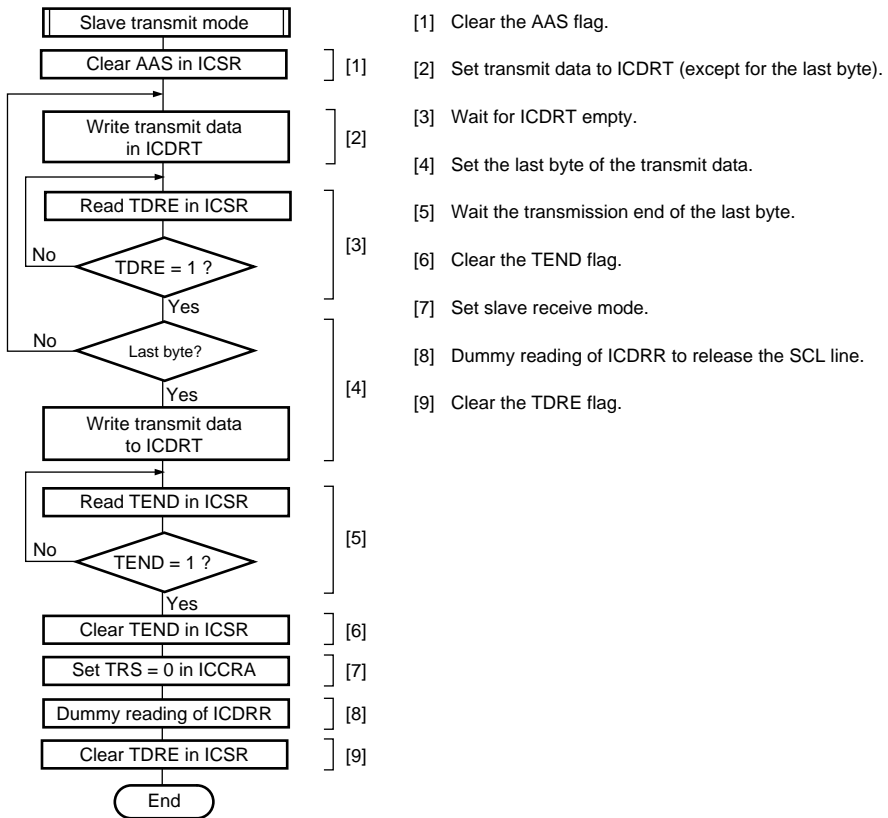 Slave transmit mode
Clear AAS in ICSR
[1]
Write transmit data
in ICDRT
[2]
Read TDRE in ICSR
[3]
No
TDRE = 1 ?
Yes
No
Last byte?
[4]
Yes
Write transmit data
to ICDRT
Read TEND in ICSR
[5]
No
TEND = 1 ?
Yes
Clear TEND in ICSR
[6]
Set TRS = 0 in ICCRA
[7]
Dummy reading of ICDRR
[8]
Clear TDRE in ICSR
[9]
End
[1] Clear the AAS flag.
[2] Set transmit data to ICDRT (except for the last byte).
[3] Wait for ICDRT empty.
[4] Set the last byte of the transmit data.
[5] Wait the transmission end of the last byte.
[6] Clear the TEND flag.
[7] Set slave receive mode.
[8] Dummy reading of ICDRR to release the SCL line.
[9] Clear the TDRE flag.